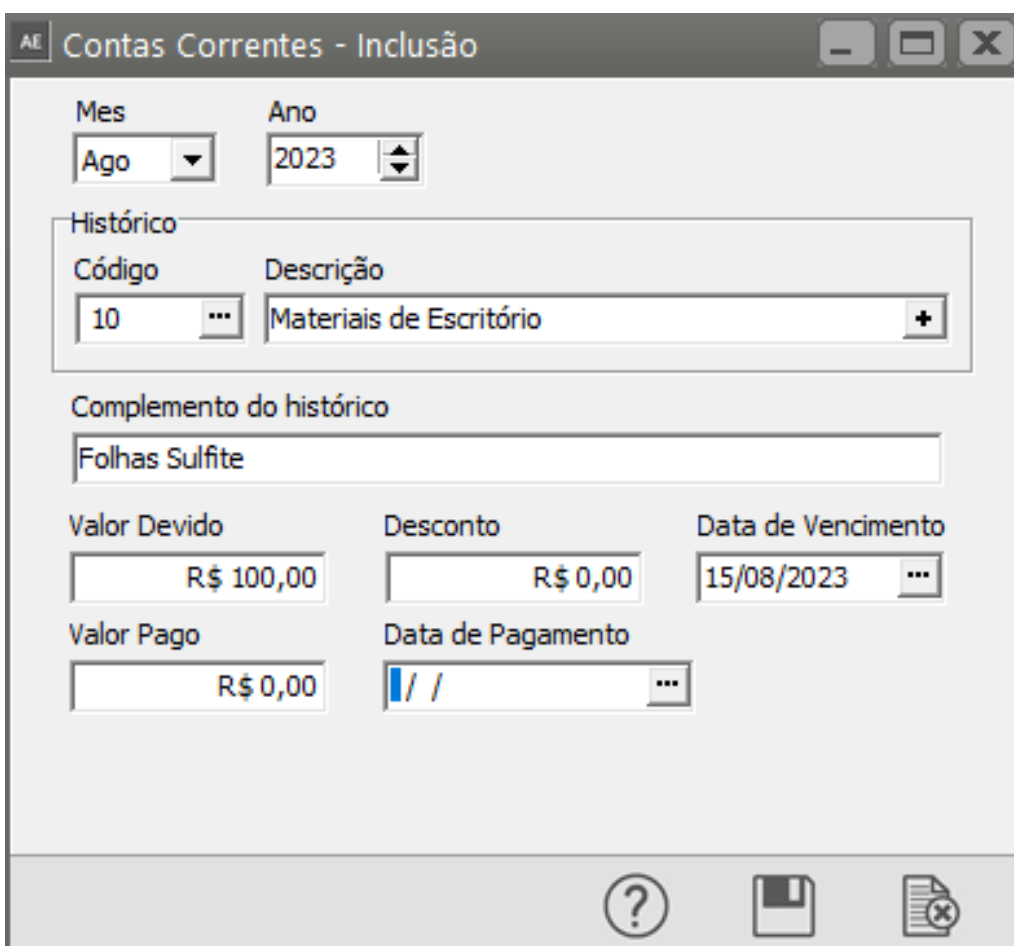 AE Contas Correntes - Inclusão
Mes Ano
Ago 2023
Histórico
Código Descrição
10 ... Materiais de Escritório +
Complemento do histórico
Folhas Sulfite
Valor Devido Desconto Data de Vencimento
R$ 100,00 R$ 0,00 15/08/2023 ...
Valor Pago Data de Pagamento
R$ 0,00 / / ...
?